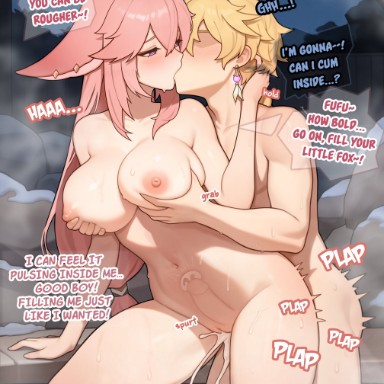 YOU CAN BE
ROUGHER~!
GHW...!
I'M GONNA~!
CAN I CUM
INSIDE...?
HAAA...
hold
FUFU~
HOW BOLD...
GO ON, FILL YOUR
LITTLE FOX~!
grab
I CAN FEEL IT
PULSING INSIDE ME...
GOOD BOY!
FILLING ME JUST
LIKE I WANTED!
PLAP
PLAP
PLAP
PLAP
spurt
PLAP